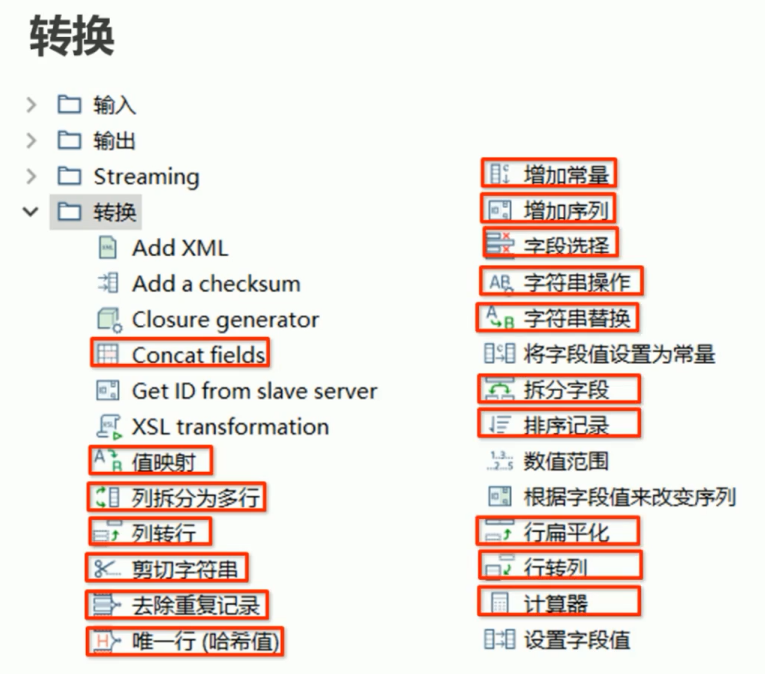 转换
输入
输出
Streaming
转换
Add XML
Add a checksum
Closure generator
Concat fields
Get ID from slave server
XSL transformation
值映射
列拆分为多行
列转行
剪切字符串
去除重复记录
唯一行 (哈希值)
增加常量
增加序列
字段选择
字符串操作
字符串替换
将字段值设置为常量
拆分字段
排序记录
数值范围
根据字段值来改变序列
行扁平化
行转列
计算器
设置字段值